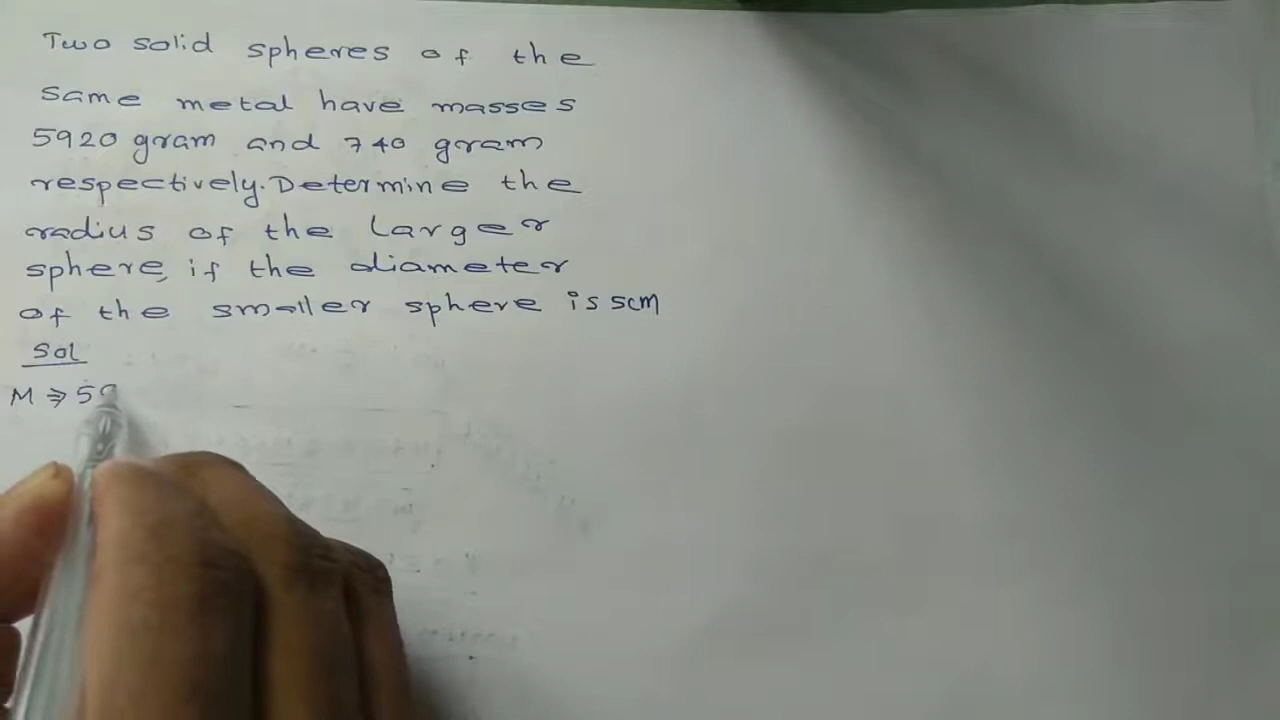 Two solid spheres of the
same metal have masses
5920 gram and 740 gram
respectively. Determine the
radius of the larger
sphere, if the diameter
of the smaller sphere is 5cm
Sol
M ⇒ 59